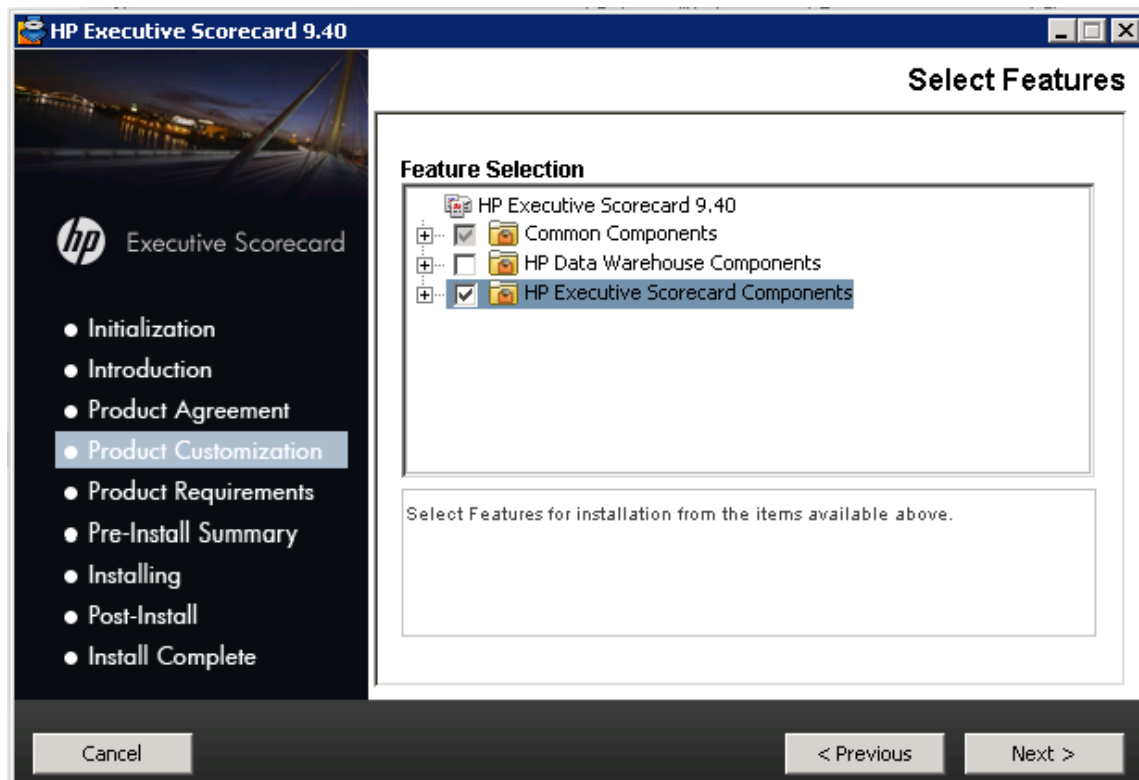 HP Executive Scorecard 9.40
Select Features
hp Executive Scorecard
Initialization
Introduction
Product Agreement
Product Customization
Product Requirements
Pre-Install Summary
Installing
Post-Install
Install Complete
Feature Selection
HP Executive Scorecard 9.40
Common Components
HP Data Warehouse Components
HP Executive Scorecard Components
Select Features for installation from the items available above.
Cancel
< Previous
Next >